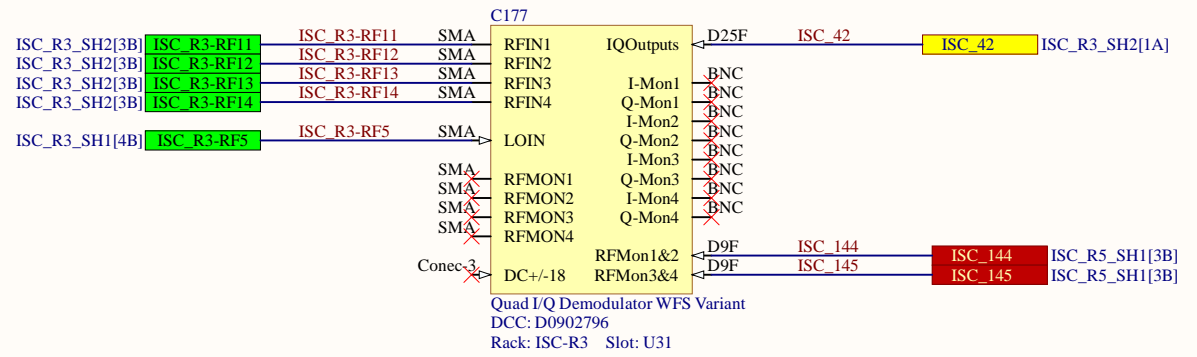 C177
ISC_R3_SH2[3B] ISC_R3-RF11 ISC_R3-RF11 SMA RFIN1 IQOutputs D25F ISC_42 ISC_42 ISC_R3_SH2[1A]
ISC_R3_SH2[3B] ISC_R3-RF12 ISC_R3-RF12 SMA RFIN2
ISC_R3_SH2[3B] ISC_R3-RF13 ISC_R3-RF13 SMA RFIN3 I-Mon1 BNC
ISC_R3_SH2[3B] ISC_R3-RF14 ISC_R3-RF14 SMA RFIN4 Q-Mon1 BNC
I-Mon2 BNC
ISC_R3_SH1[4B] ISC_R3-RF5 ISC_R3-RF5 SMA LOIN Q-Mon2 BNC
I-Mon3 BNC
SMA RFMON1 Q-Mon3 BNC
SMA RFMON2 I-Mon4 BNC
SMA RFMON3 Q-Mon4 BNC
SMA RFMON4
RFMon1&2 D9F ISC_144 ISC_144 ISC_R5_SH1[3B]
Conec-3 DC+/-18 RFMon3&4 D9F ISC_145 ISC_145 ISC_R5_SH1[3B]
Quad I/Q Demodulator WFS Variant
DCC: D0902796
Rack: ISC-R3 Slot: U31